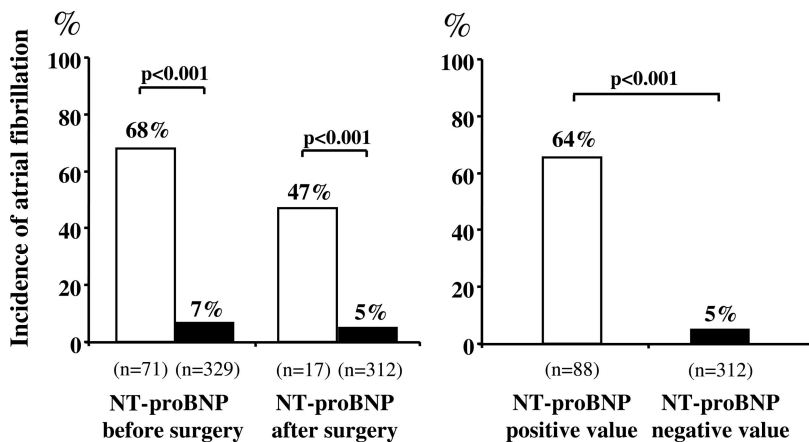 %
Incidence of atrial fibrillation
100
80
60
40
20
0
p<0.001
68%
7%
p<0.001
47%
5%
(n=71) (n=329)
(n=17) (n=312)
NT-proBNP
before surgery
NT-proBNP
after surgery
%
100
80
60
40
20
0
p<0.001
64%
5%
(n=88)
(n=312)
NT-proBNP
positive value
NT-proBNP
negative value